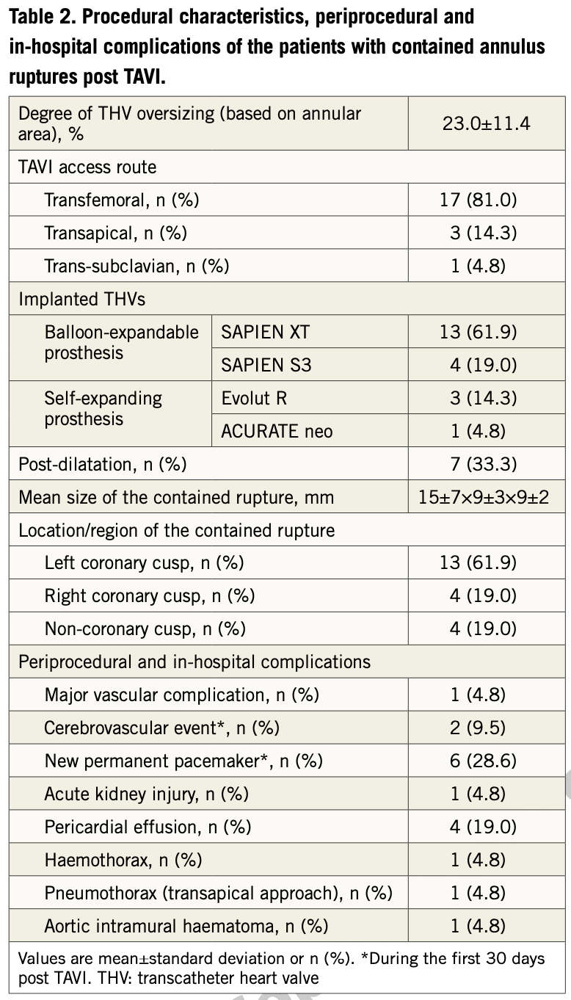 Table 2. Procedural characteristics, periprocedural and
in-hospital complications of the patients with contained annulus
ruptures post TAVI.
Degree of THV oversizing (based on annular
area), % 23.0±11.4
TAVI access route
Transfemoral, n (%) 17 (81.0)
Transapical, n (%) 3 (14.3)
Trans-subclavian, n (%) 1 (4.8)
Implanted THVs
Balloon-expandable
prosthesis
SAPIEN XT 13 (61.9)
SAPIEN S3 4 (19.0)
Self-expanding
prosthesis
Evolut R 3 (14.3)
ACURATE neo 1 (4.8)
Post-dilatation, n (%) 7 (33.3)
Mean size of the contained rupture, mm 15±7×9±3×9±2
Location/region of the contained rupture
Left coronary cusp, n (%) 13 (61.9)
Right coronary cusp, n (%) 4 (19.0)
Non-coronary cusp, n (%) 4 (19.0)
Periprocedural and in-hospital complications
Major vascular complication, n (%) 1 (4.8)
Cerebrovascular event*, n (%) 2 (9.5)
New permanent pacemaker*, n (%) 6 (28.6)
Acute kidney injury, n (%) 1 (4.8)
Pericardial effusion, n (%) 4 (19.0)
Haemothorax, n (%) 1 (4.8)
Pneumothorax (transapical approach), n (%) 1 (4.8)
Aortic intramural haematoma, n (%) 1 (4.8)
Values are mean±standard deviation or n (%). *During the first 30 days
post TAVI. THV: transcatheter heart valve